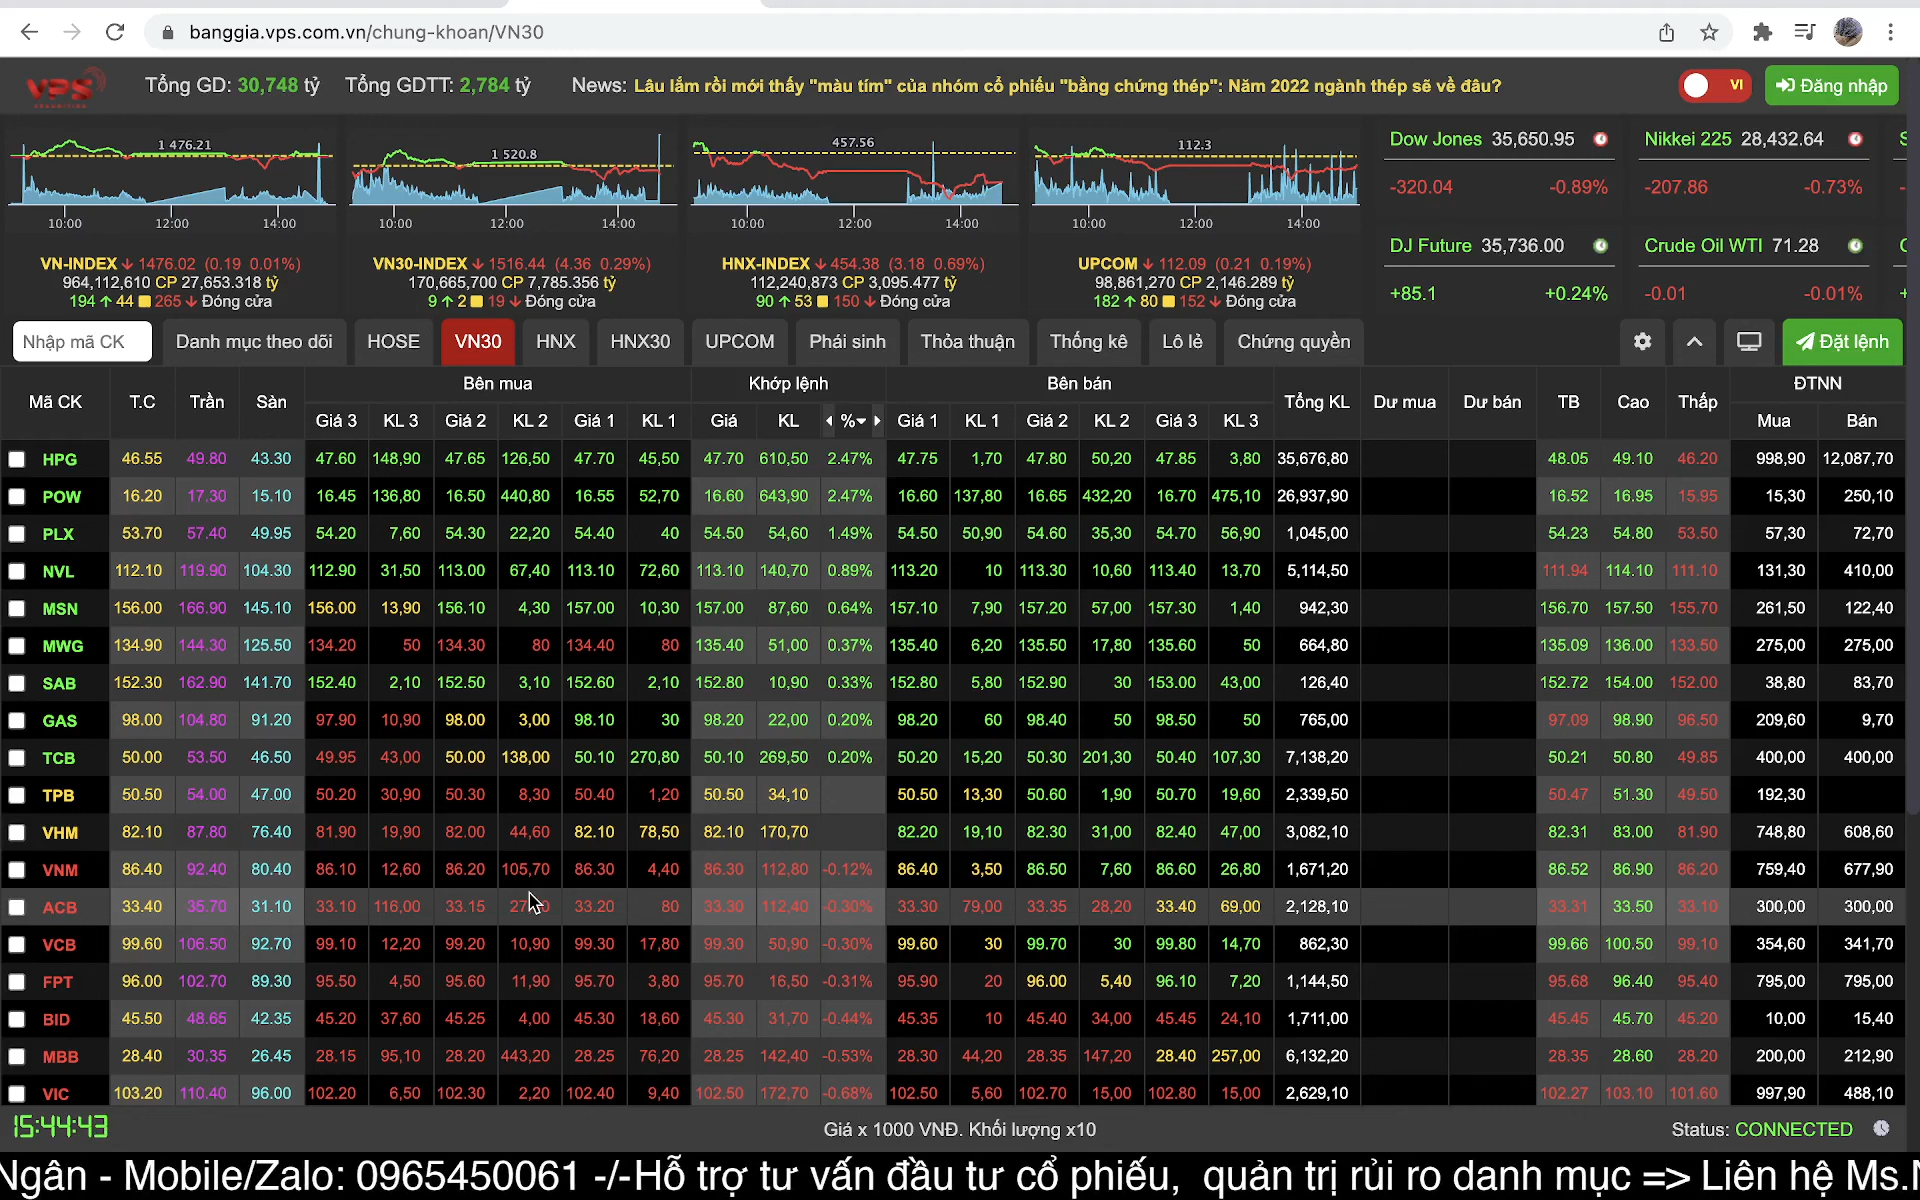 banggia.vps.com.vn/chung-khoan/VN30
VPS Tổng GD: 30,748 tỷ Tổng GDTT: 2,784 tỷ News: Lâu lắm rồi mới thấy "màu tím" của nhóm cổ phiếu "bằng chứng thép": Năm 2022 ngành thép sẽ về đâu? VI Đăng nhập
1 476.21 1 520.8 457.56 112.3
10:00 12:00 14:00 10:00 12:00 14:00 10:00 12:00 14:00 10:00 12:00 14:00
VN-INDEX 1476.02 (0.19 0.01%) VN30-INDEX 1516.44 (4.36 0.29%) HNX-INDEX 454.38 (3.18 0.69%) UPCOM 112.09 (0.21 0.19%)
964,112,610 CP 27,653.318 tỷ 170,665,700 CP 7,785.356 tỷ 112,240,873 CP 3,095.477 tỷ 98,861,270 CP 2,146.289 tỷ
194 44 265 Đóng cửa 9 2 19 Đóng cửa 90 53 150 Đóng cửa 182 80 152 Đóng cửa
Dow Jones 35,650.95 Nikkei 225 28,432.64
-320.04 -0.89% -207.86 -0.73%
DJ Future 35,736.00 Crude Oil WTI 71.28
+85.1 +0.24% -0.01 -0.01%
Nhập mã CK Danh mục theo dõi HOSE VN30 HNX HNX30 UPCOM Phái sinh Thỏa thuận Thống kê Lô lẻ Chứng quyền Đặt lệnh
Mã CK T.C Trần Sàn Bên mua Khớp lệnh Bên bán Tổng KL Dư mua Dư bán TB Cao Thấp ĐTNN
Giá 3 KL 3 Giá 2 KL 2 Giá 1 KL 1 Giá KL % Giá 1 KL 1 Giá 2 KL 2 Giá 3 KL 3 Mua Bán
HPG 46.55 49.80 43.30 47.60 148,90 47.65 126,50 47.70 45,50 47.70 610,50 2.47% 47.75 1,70 47.80 50,20 47.85 3,80 35,676,80 48.05 49.10 46.20 998,90 12,087,70
POW 16.20 17.30 15.10 16.45 136,80 16.50 440,80 16.55 52,70 16.60 643,90 2.47% 16.60 137,80 16.65 432,20 16.70 475,10 26,937,90 16.52 16.95 15.95 15,30 250,10
PLX 53.70 57.40 49.95 54.20 7,60 54.30 22,20 54.40 40 54.50 54,60 1.49% 54.50 50,90 54.60 35,30 54.70 56,90 1,045,00 54.23 54.80 53.50 57,30 72,70
NVL 112.10 119.90 104.30 112.90 31,50 113.00 67,40 113.10 72,60 113.10 140,70 0.89% 113.20 10 113.30 10,60 113.40 13,70 5,114,50 111.94 114.10 111.10 131,30 410,00
MSN 156.00 166.90 145.10 156.00 13,90 156.10 4,30 157.00 10,30 157.00 87,60 0.64% 157.10 7,90 157.20 57,00 157.30 1,40 942,30 156.70 157.50 155.70 261,50 122,40
MWG 134.90 144.30 125.50 134.20 50 134.30 80 134.40 80 135.40 51,00 0.37% 135.40 6,20 135.50 17,80 135.60 50 664,80 135.09 136.00 133.50 275,00 275,00
SAB 152.30 162.90 141.70 152.40 2,10 152.50 3,10 152.60 2,10 152.80 10,90 0.33% 152.80 5,80 152.90 30 153.00 43,00 126,40 152.72 154.00 152.00 38,80 83,70
GAS 98.00 104.80 91.20 97.90 10,90 98.00 3,00 98.10 30 98.20 22,00 0.20% 98.20 60 98.40 50 98.50 50 765,00 97.09 98.90 96.50 209,60 9,70
TCB 50.00 53.50 46.50 49.95 43,00 50.00 138,00 50.10 270,80 50.10 269,50 0.20% 50.20 15,20 50.30 201,30 50.40 107,30 7,138,20 50.21 50.80 49.85 400,00 400,00
TPB 50.50 54.00 47.00 50.20 30,90 50.30 8,30 50.40 1,20 50.50 34,10 50.50 13,30 50.60 1,90 50.70 19,60 2,339,50 50.47 51.30 49.50 192,30
VHM 82.10 87.80 76.40 81.90 19,90 82.00 44,60 82.10 78,50 82.10 170,70 82.20 19,10 82.30 31,00 82.40 47,00 3,082,10 82.31 83.00 81.90 748,80 608,60
VNM 86.40 92.40 80.40 86.10 12,60 86.20 105,70 86.30 4,40 86.30 112,80 -0.12% 86.40 3,50 86.50 7,60 86.60 26,80 1,671,20 86.52 86.90 86.20 759,40 677,90
ACB 33.40 35.70 31.10 33.10 116,00 33.15 33.20 80 33.30 112,40 -0.30% 33.30 79,00 33.35 28,20 33.40 69,00 2,128,10 33.31 33.50 33.10 300,00 300,00
VCB 99.60 106.50 92.70 99.10 12,20 99.20 10,90 99.30 17,80 99.30 50,90 -0.30% 99.60 30 99.70 30 99.80 14,70 862,30 99.66 100.50 99.10 354,60 341,70
FPT 96.00 102.70 89.30 95.50 4,50 95.60 11,90 95.70 3,80 95.70 16,50 -0.31% 95.90 20 96.00 5,40 96.10 7,20 1,144,50 95.68 96.40 95.40 795,00 795,00
BID 45.50 48.65 42.35 45.20 37,60 45.25 4,00 45.30 18,60 45.30 31,70 -0.44% 45.35 10 45.40 34,00 45.45 24,10 1,711,00 45.45 45.70 45.20 10,00 15,40
MBB 28.40 30.35 26.45 28.15 95,10 28.20 443,20 28.25 76,20 28.25 142,40 -0.53% 28.30 44,20 28.35 147,20 28.40 257,00 6,132,20 28.35 28.60 28.20 200,00 212,90
VIC 103.20 110.40 96.00 102.20 6,50 102.30 2,20 102.40 9,40 102.50 172,70 -0.68% 102.50 5,60 102.70 15,00 102.80 15,00 2,629,10 102.27 103.10 101.60 997,90 488,10
15:44:43 Giá x 1000 VNĐ. Khối lượng x10 Status: CONNECTED
Ngân - Mobile/Zalo: 0965450061 -/-Hỗ trợ tư vấn đầu tư cổ phiếu, quản trị rủi ro danh mục => Liên hệ Ms.